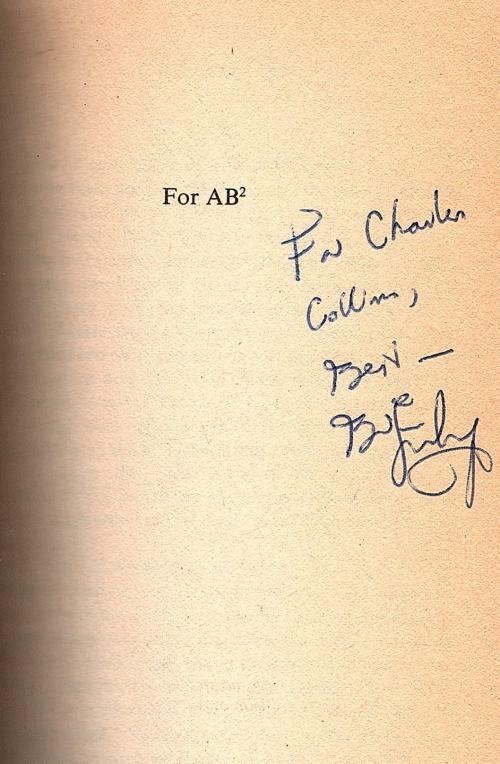 For AB²
For Charles
Collins,
Best —